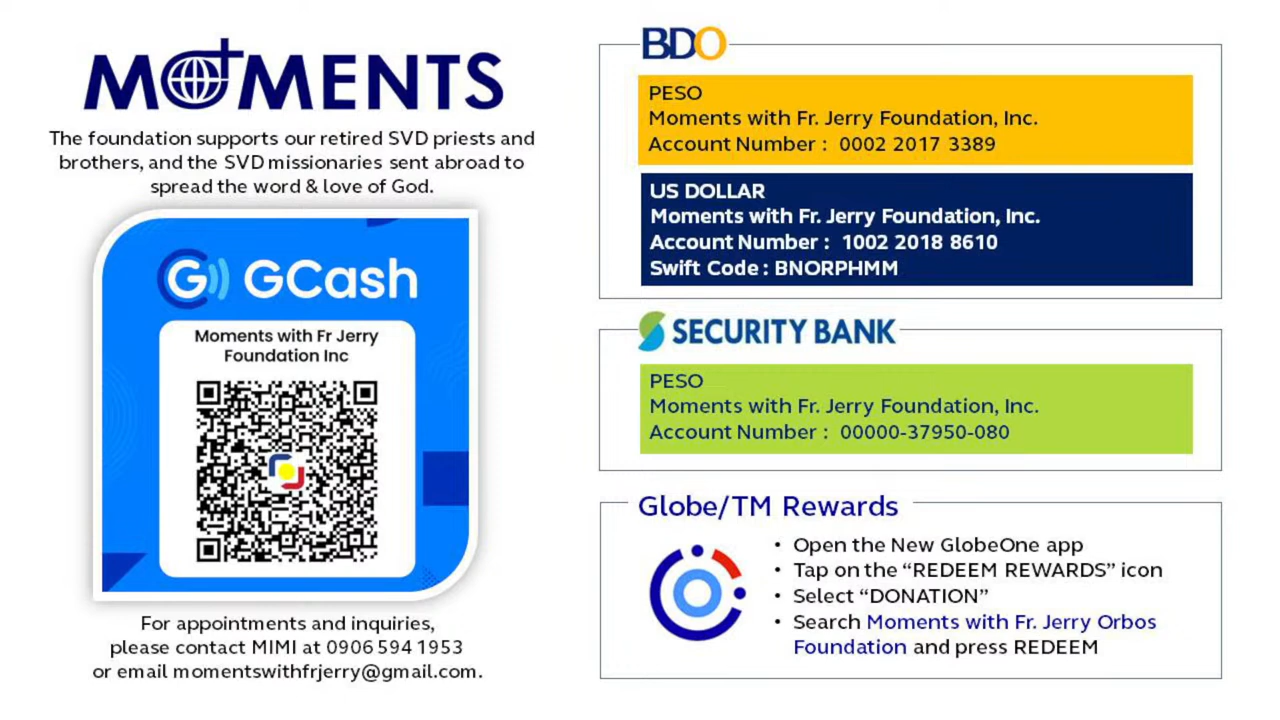 MOMENTS
The foundation supports our retired SVD priests and
brothers, and the SVD missionaries sent abroad to
spread the word & love of God.
GCash
Moments with Fr Jerry
Foundation Inc
For appointments and inquiries,
please contact MIMI at 0906 594 1953
or email momentswithfrjerry@gmail.com.
BDO
PESO
Moments with Fr. Jerry Foundation, Inc.
Account Number : 0002 2017 3389
US DOLLAR
Moments with Fr. Jerry Foundation, Inc.
Account Number : 1002 2018 8610
Swift Code : BNORPHMM
SECURITY BANK
PESO
Moments with Fr. Jerry Foundation, Inc.
Account Number : 00000-37950-080
Globe/TM Rewards
• Open the New GlobeOne app
• Tap on the “REDEEM REWARDS” icon
• Select “DONATION”
• Search Moments with Fr. Jerry Orbos
Foundation and press REDEEM